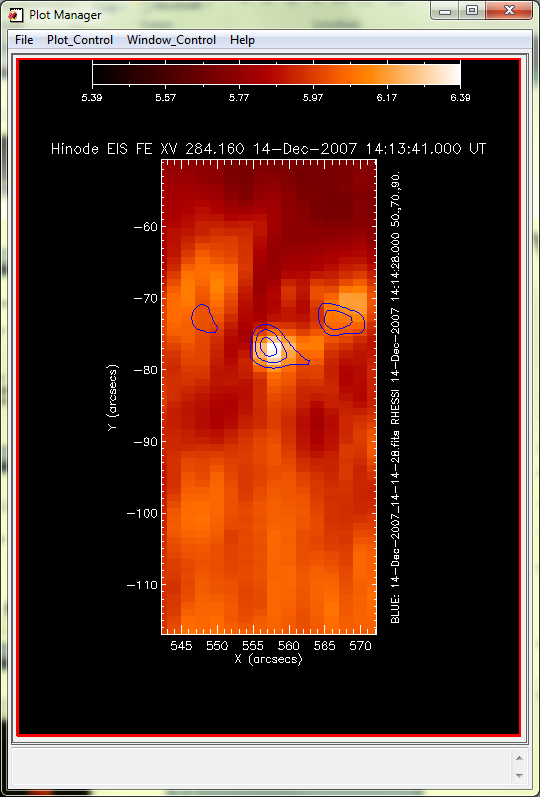 Plot Manager
File Plot_Control Window_Control Help
5.39 5.57 5.77 5.97 6.17 6.39
Hinode EIS FE XV 284.160 14-Dec-2007 14:13:41.000 UT
-60
-70
-80
-90
-100
-110
Y (arcsecs)
545 550 555 560 565 570
X (arcsecs)
BLUE: 14-Dec-2007_14-14-28.fits RHESSI 14-Dec-2007 14:14:28.000 50.,70.,90.